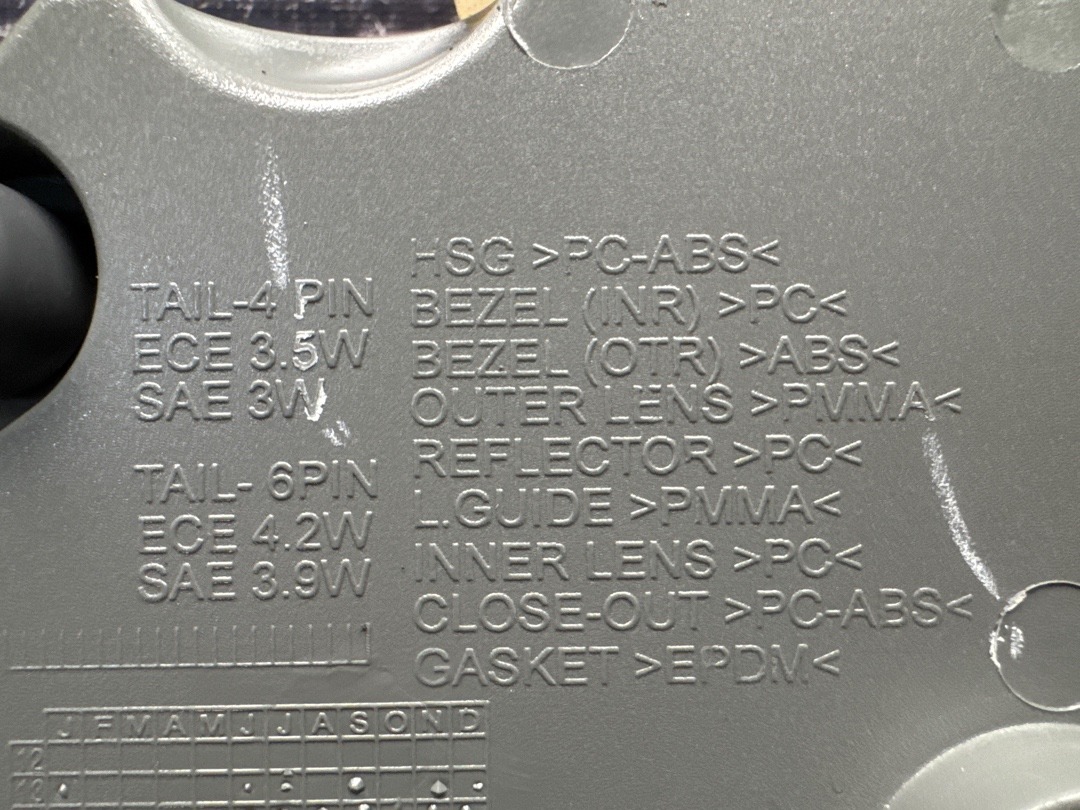 TAIL-4 PIN
ECE 3.5W
SAE 3W
TAIL- 6PIN
ECE 4.2W
SAE 3.9W
HSG >PC-ABS<
BEZEL (INR) >PC<
BEZEL (OTR) >ABS<
OUTER LENS >PMMA<
REFLECTOR >PC<
L.GUIDE >PMMA<
INNER LENS >PC<
CLOSE-OUT >PC-ABS<
GASKET >EPDM<
J F M A M J J A S O N D
12